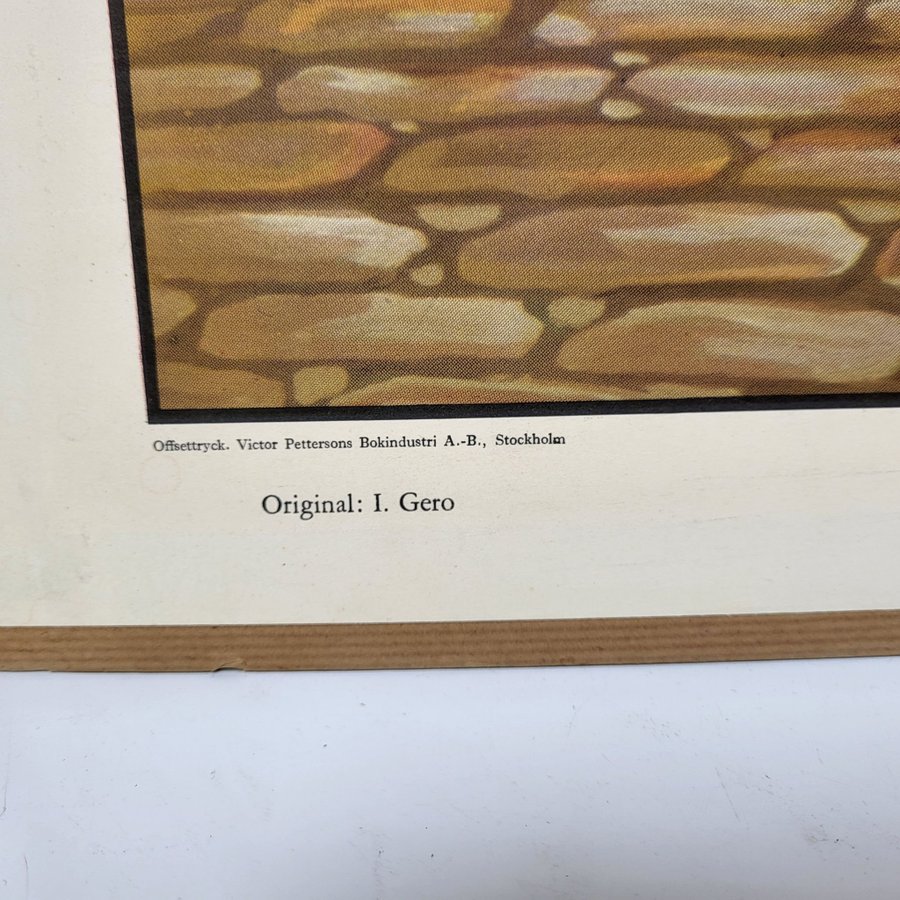 Offsettryck. Victor Pettersons Bokindustri A.-B., Stockholm
Original: I. Gero